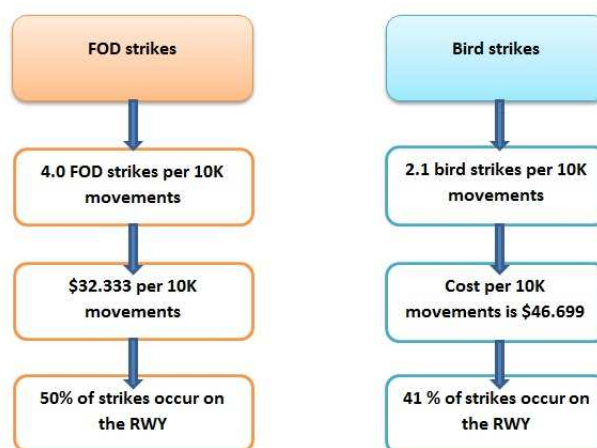 FOD strikes
4.0 FOD strikes per 10K
movements
$32.333 per 10K
movements
50% of strikes occur on
the RWY
Bird strikes
2.1 bird strikes per 10K
movements
Cost per 10K
movements is $46.699
41 % of strikes occur on
the RWY